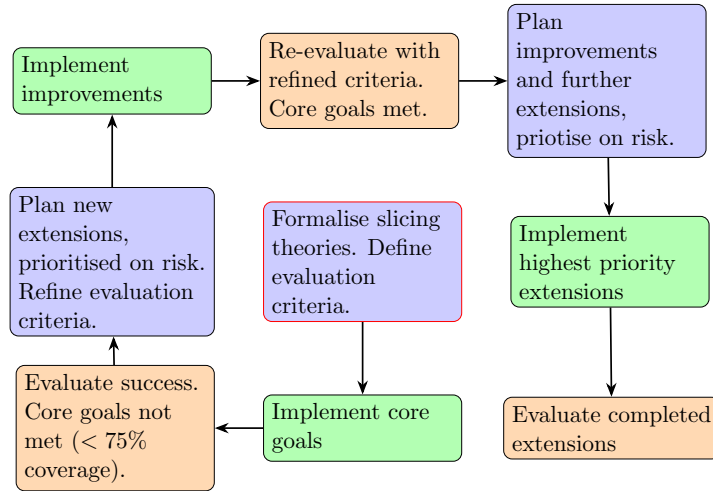 Implement
improvements
Re-evaluate with
refined criteria.
Core goals met.
Plan
improvements
and further
extensions,
priotise on risk.
Plan new
extensions,
prioritised on risk.
Refine evaluation
criteria.
Formalise slicing
theories. Define
evaluation
criteria.
Implement
highest priority
extensions
Evaluate success.
Core goals not
met (< 75%
coverage).
Implement core
goals
Evaluate completed
extensions